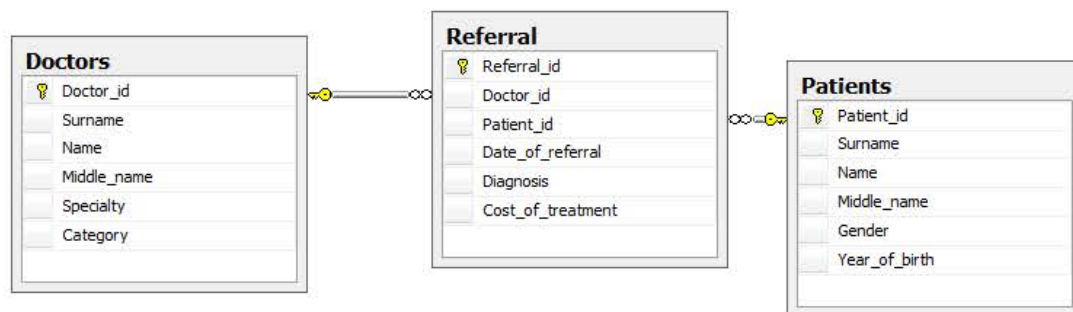 Doctors
Doctor_id
Surname
Name
Middle_name
Specialty
Category
Referral
Referral_id
Doctor_id
Patient_id
Date_of_referral
Diagnosis
Cost_of_treatment
Patients
Patient_id
Surname
Name
Middle_name
Gender
Year_of_birth